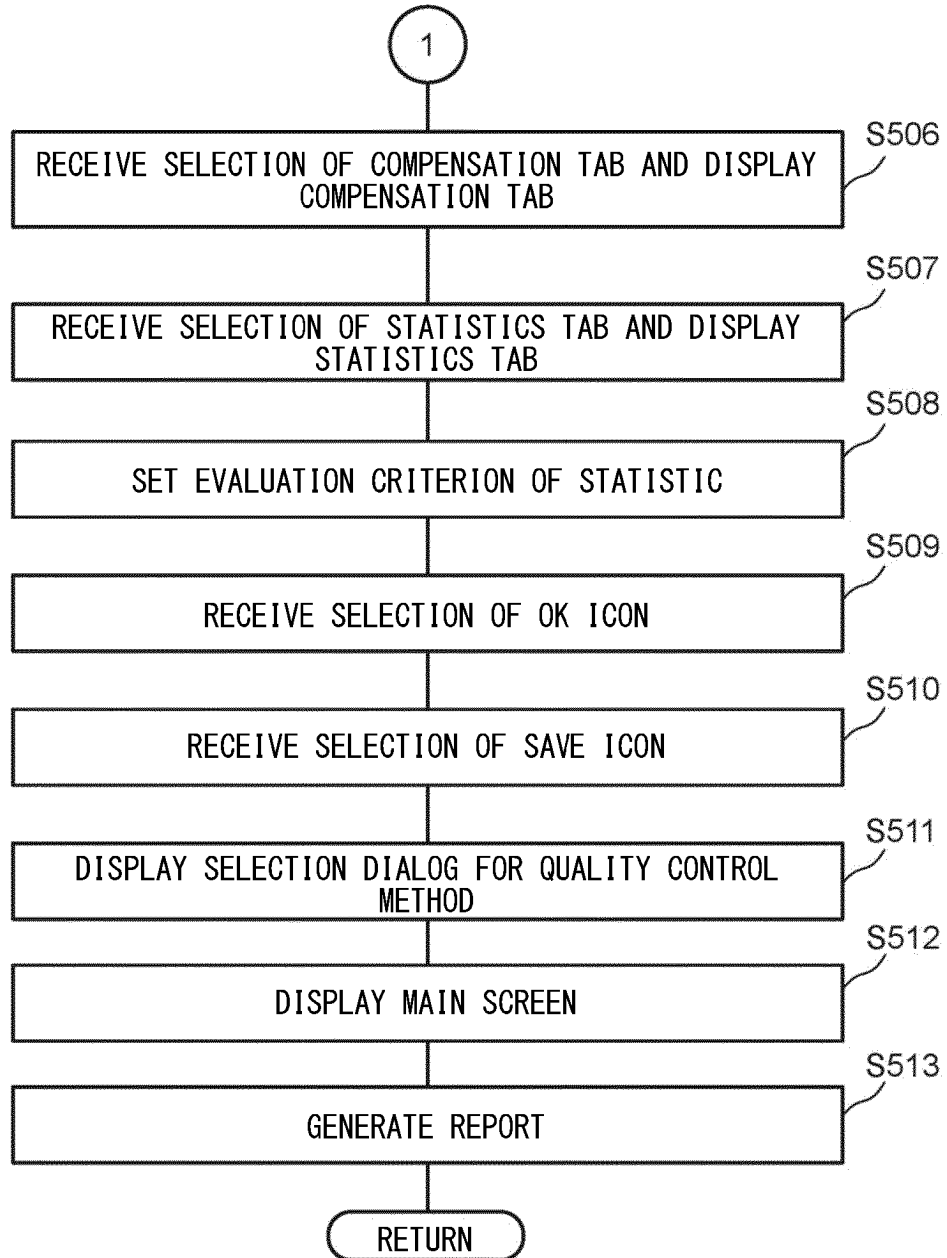 1
S506
RECEIVE SELECTION OF COMPENSATION TAB AND DISPLAY
COMPENSATION TAB
S507
RECEIVE SELECTION OF STATISTICS TAB AND DISPLAY
STATISTICS TAB
S508
SET EVALUATION CRITERION OF STATISTIC
S509
RECEIVE SELECTION OF OK ICON
S510
RECEIVE SELECTION OF SAVE ICON
S511
DISPLAY SELECTION DIALOG FOR QUALITY CONTROL
METHOD
S512
DISPLAY MAIN SCREEN
S513
GENERATE REPORT
RETURN